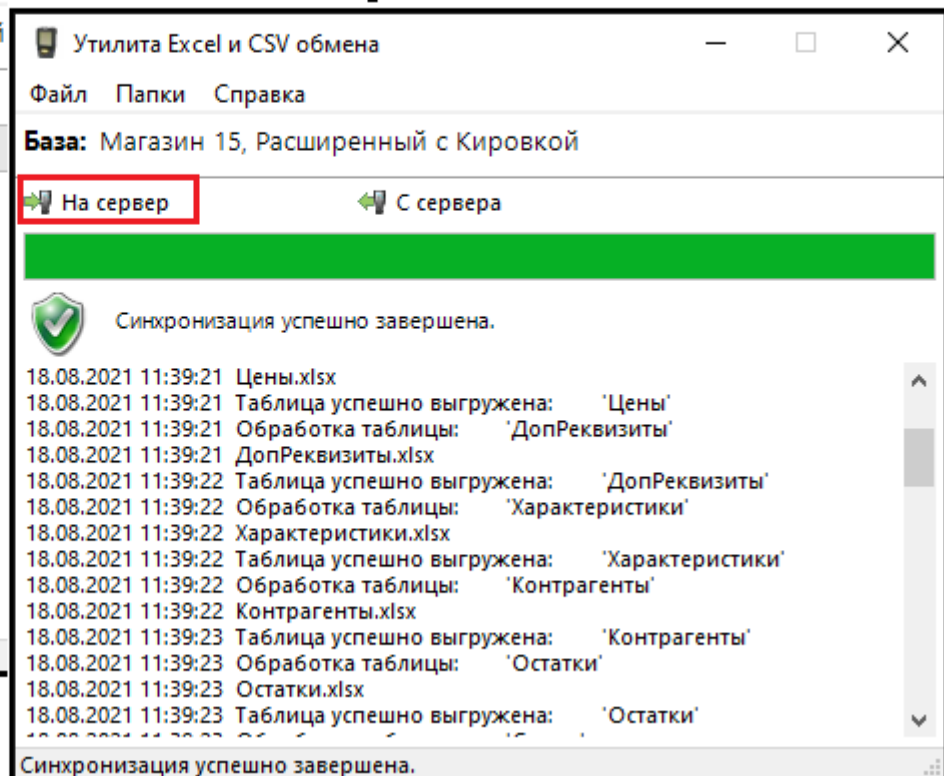 Утилита Excel и CSV обмена
Файл Папки Справка
База: Магазин 15, Расширенный с Кировкой
На сервер С сервера
Синхронизация успешно завершена.
18.08.2021 11:39:21 Цены.xlsx
18.08.2021 11:39:21 Таблица успешно выгружена: 'Цены'
18.08.2021 11:39:21 Обработка таблицы: 'ДопРеквизиты'
18.08.2021 11:39:21 ДопРеквизиты.xlsx
18.08.2021 11:39:22 Таблица успешно выгружена: 'ДопРеквизиты'
18.08.2021 11:39:22 Обработка таблицы: 'Характеристики'
18.08.2021 11:39:22 Характеристики.xlsx
18.08.2021 11:39:22 Таблица успешно выгружена: 'Характеристики'
18.08.2021 11:39:22 Обработка таблицы: 'Контрагенты'
18.08.2021 11:39:22 Контрагенты.xlsx
18.08.2021 11:39:23 Таблица успешно выгружена: 'Контрагенты'
18.08.2021 11:39:23 Обработка таблицы: 'Остатки'
18.08.2021 11:39:23 Остатки.xlsx
18.08.2021 11:39:23 Таблица успешно выгружена: 'Остатки'
Синхронизация успешно завершена.